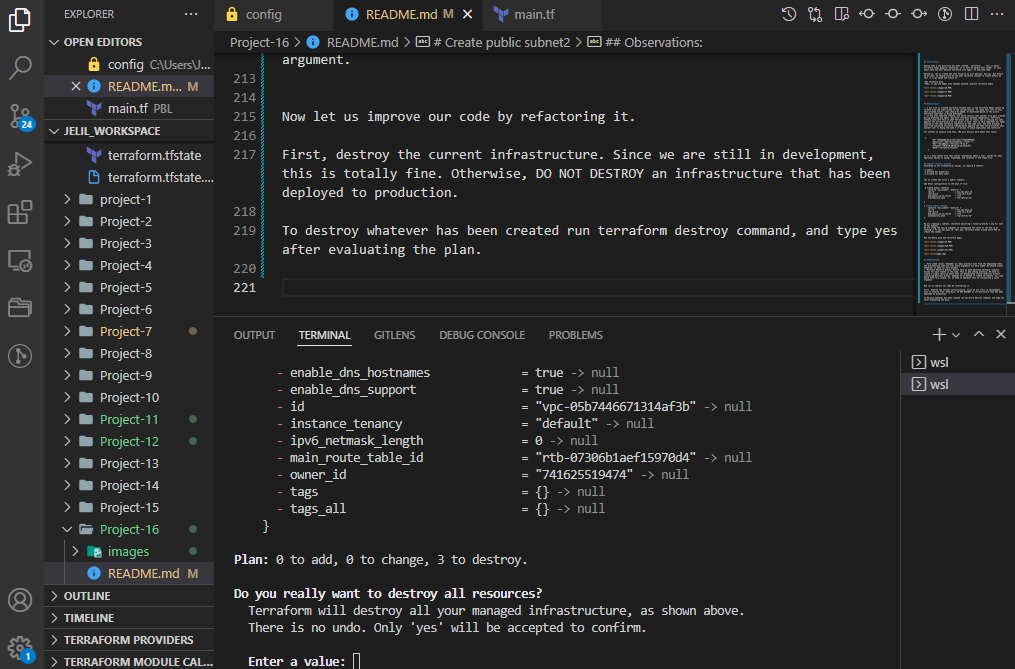 EXPLORER
OPEN EDITORS
config C:\Users\J...
README.m... M
main.tf PBL
JELIL_WORKSPACE
terraform.tfstate
terraform.tfstate....
project-1
Project-2
Project-3
Project-4
Project-5
Project-6
Project-7
Project-8
Project-9
Project-10
Project-11
Project-12
Project-13
Project-14
Project-15
Project-16
images
README.md M
OUTLINE
TIMELINE
TERRAFORM PROVIDERS
TERRAFORM MODULE CAL...
24
1
config
README.md M
main.tf
Project-16 > README.md > # Create public subnet2 > ## Observations:
argument.
213
214
215 Now let us improve our code by refactoring it.
216
217 First, destroy the current infrastructure. Since we are still in development,
this is totally fine. Otherwise, DO NOT DESTROY an infrastructure that has been
deployed to production.
218
219 To destroy whatever has been created run terraform destroy command, and type yes
after evaluating the plan.
220
221
OUTPUT TERMINAL GITLENS DEBUG CONSOLE PROBLEMS
- enable_dns_hostnames = true -> null
- enable_dns_support = true -> null
- id = "vpc-05b7446671314af3b" -> null
- instance_tenancy = "default" -> null
- ipv6_netmask_length = 0 -> null
- main_route_table_id = "rtb-07306b1aef15970d4" -> null
- owner_id = "741625519474" -> null
- tags = {} -> null
- tags_all = {} -> null
}
Plan: 0 to add, 0 to change, 3 to destroy.
Do you really want to destroy all resources?
Terraform will destroy all your managed infrastructure, as shown above.
There is no undo. Only 'yes' will be accepted to confirm.
Enter a value:
wsl
wsl